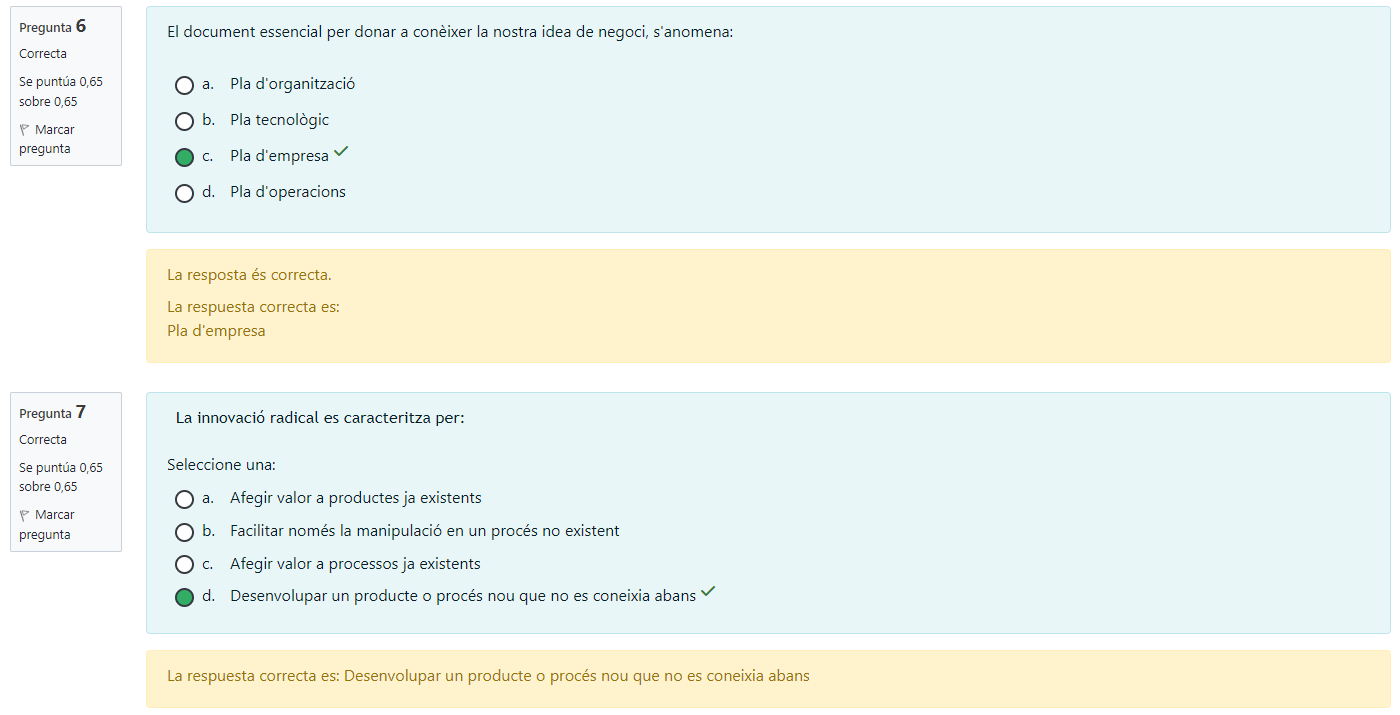 Pregunta 6
Correcta
Se puntúa 0,65
sobre 0,65
Marcar
pregunta
El document essencial per donar a conèixer la nostra idea de negoci, s'anomena:
a. Pla d'organització
b. Pla tecnològic
c. Pla d'empresa
d. Pla d'operacions
La resposta és correcta.
La respuesta correcta es:
Pla d'empresa
Pregunta 7
Correcta
Se puntúa 0,65
sobre 0,65
Marcar
pregunta
La innovació radical es caracteritza per:
Seleccione una:
a. Afegir valor a productes ja existents
b. Facilitar només la manipulació en un procés no existent
c. Afegir valor a processos ja existents
d. Desenvolupar un producte o procés nou que no es coneixia abans
La respuesta correcta es: Desenvolupar un producte o procés nou que no es coneixia abans